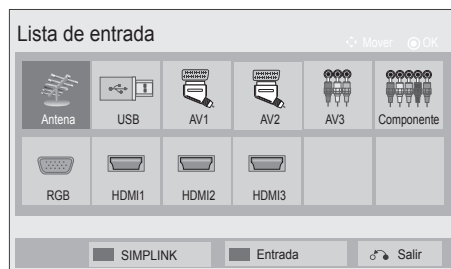 Lista de entrada
Mover OK
Antena USB AV1 AV2 AV3 Componente
RGB HDMI1 HDMI2 HDMI3
SIMPLINK Entrada Salir